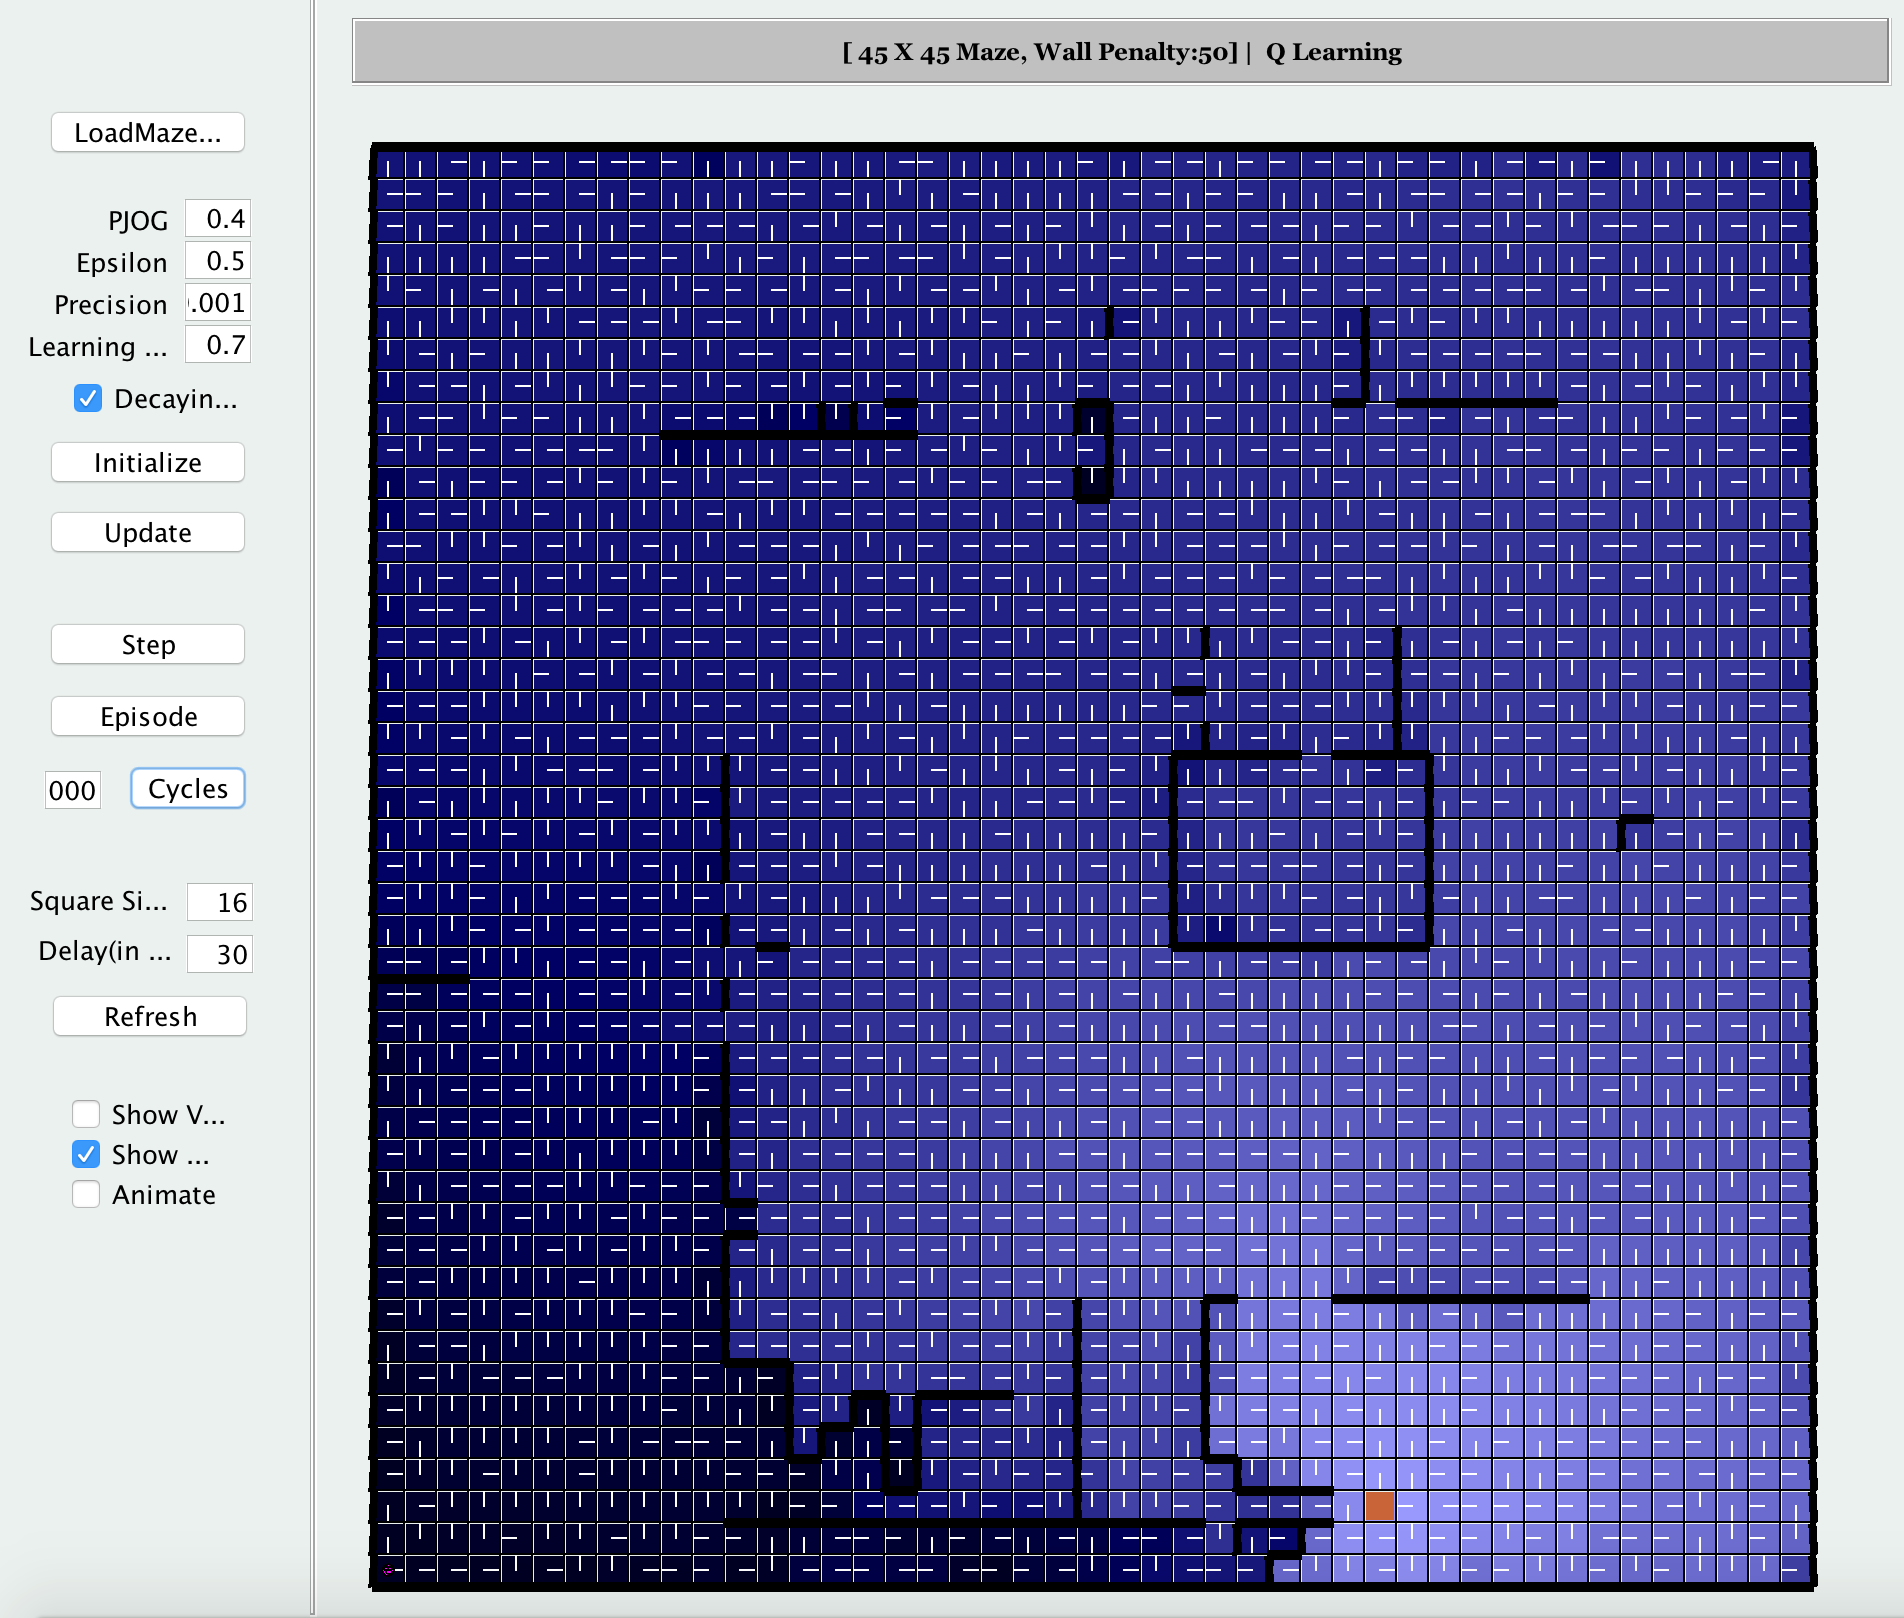 [ 45 X 45 Maze, Wall Penalty:50] | Q Learning
LoadMaze...
PJOG 0.4
Epsilon 0.5
Precision .001
Learning ... 0.7
Decayin...
Initialize
Update
Step
Episode
000 Cycles
Square Si... 16
Delay(in ... 30
Refresh
Show V...
Show ...
Animate